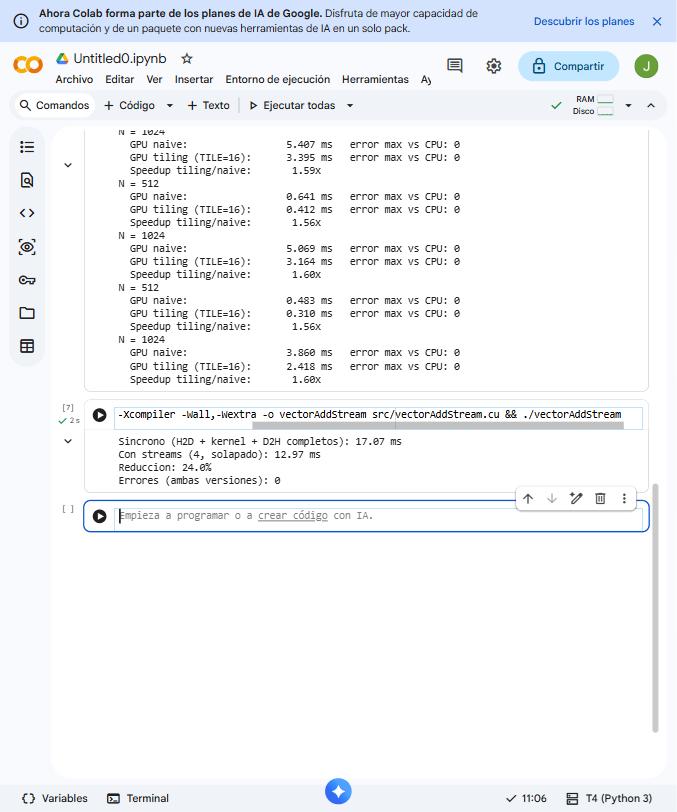 Ahora Colab forma parte de los planes de IA de Google. Disfruta de mayor capacidad de
computación y de un paquete con nuevas herramientas de IA en un solo pack.
Descubrir los planes
Untitled0.ipynb
Archivo Editar Ver Insertar Entorno de ejecución Herramientas Ay
Compartir
J
Comandos + Código + Texto Ejecutar todas
RAM
Disco
N = 1024
GPU naive: 5.407 ms error max vs CPU: 0
GPU tiling (TILE=16): 3.395 ms error max vs CPU: 0
Speedup tiling/naive: 1.59x
N = 512
GPU naive: 0.641 ms error max vs CPU: 0
GPU tiling (TILE=16): 0.412 ms error max vs CPU: 0
Speedup tiling/naive: 1.56x
N = 1024
GPU naive: 5.069 ms error max vs CPU: 0
GPU tiling (TILE=16): 3.164 ms error max vs CPU: 0
Speedup tiling/naive: 1.60x
N = 512
GPU naive: 0.483 ms error max vs CPU: 0
GPU tiling (TILE=16): 0.310 ms error max vs CPU: 0
Speedup tiling/naive: 1.56x
N = 1024
GPU naive: 3.860 ms error max vs CPU: 0
GPU tiling (TILE=16): 2.418 ms error max vs CPU: 0
Speedup tiling/naive: 1.60x
[7]
2 s
-Xcompiler -Wall,-Wextra -o vectorAddStream src/vectorAddStream.cu && ./vectorAddStream
Sincrono (H2D + kernel + D2H completos): 17.07 ms
Con streams (4, solapado): 12.97 ms
Reduccion: 24.0%
Errores (ambas versiones): 0
[ ]
Empieza a programar o a crear código con IA.
{} Variables Terminal 11:06 T4 (Python 3)